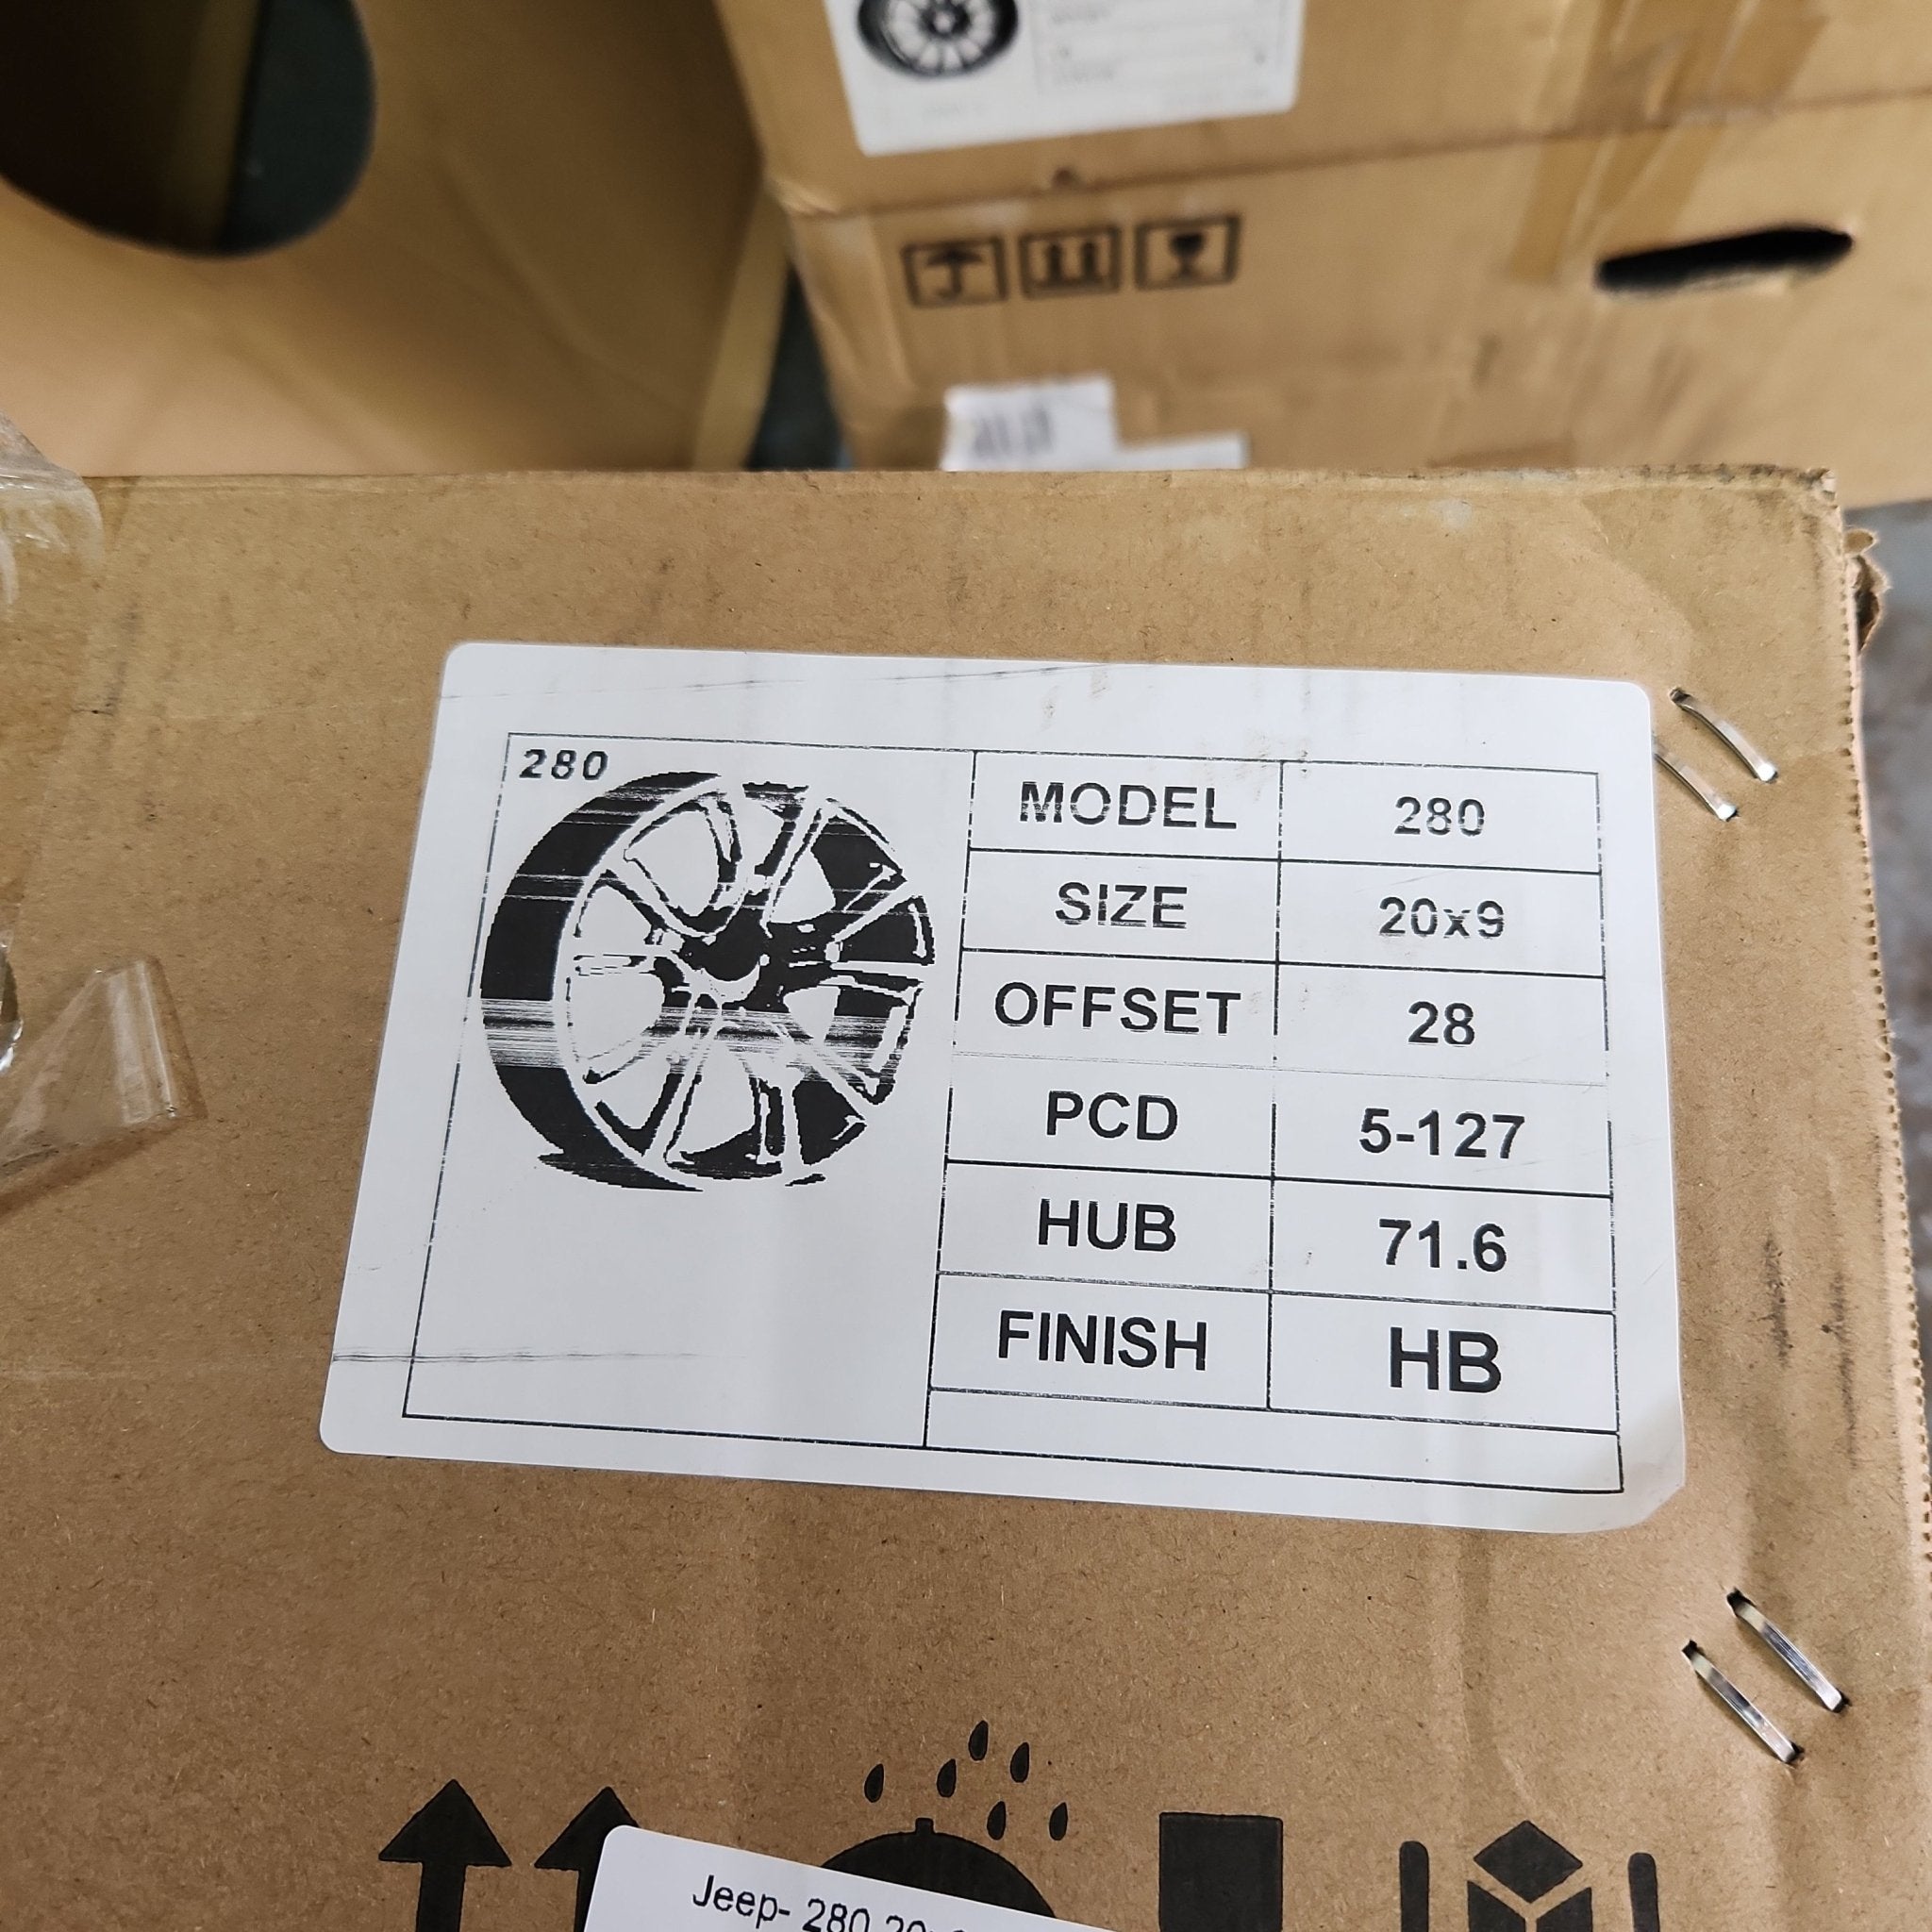 280
MODEL 280
SIZE 20x9
OFFSET 28
PCD 5-127
HUB 71.6
FINISH HB
Jeep- 280